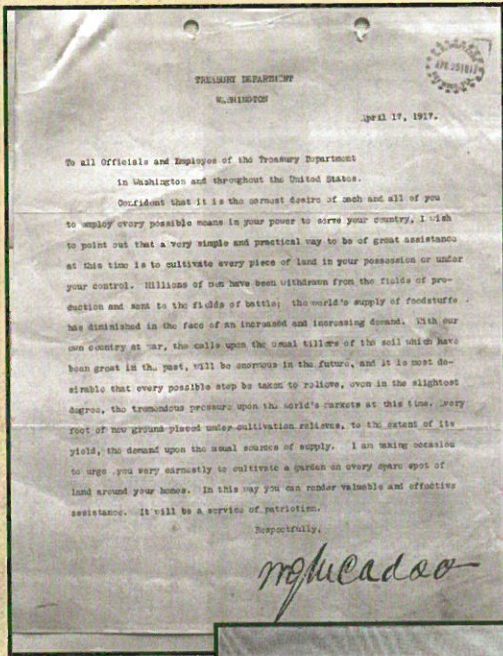 TREASURY DEPARTMENT
WASHINGTON
April 17, 1917.
To all Officials and Employes of the Treasury Department
in Washington and throughout the United States.
Confident that it is the earnest desire of each and all of you
to employ every possible means in your power to serve your country, I wish
to point out that a very simple and practical way to be of great assistance
at this time is to cultivate every piece of land in your possession or under
your control. Millions of men have been withdrawn from the fields of pro-
duction and sent to the fields of battle; the world's supply of foodstuffs
has diminished in the face of an increased and increasing demand. With our
own country at war, the calls upon the usual tillers of the soil which have
been great in the past, will be enormous in the future, and it is most de-
sirable that every possible step be taken to relieve, even in the slightest
degree, the tremendous pressure upon the world's markets at this time. Every
foot of new ground placed under cultivation relieves, to the extent of its
yield, the demand upon the usual sources of supply. I am taking occasion
to urge you very earnestly to cultivate a garden on every spare spot of
land around your homes. In this way you can render valuable and effective
assistance. It will be a service of patriotism.
Respectfully,
WGMcAdoo